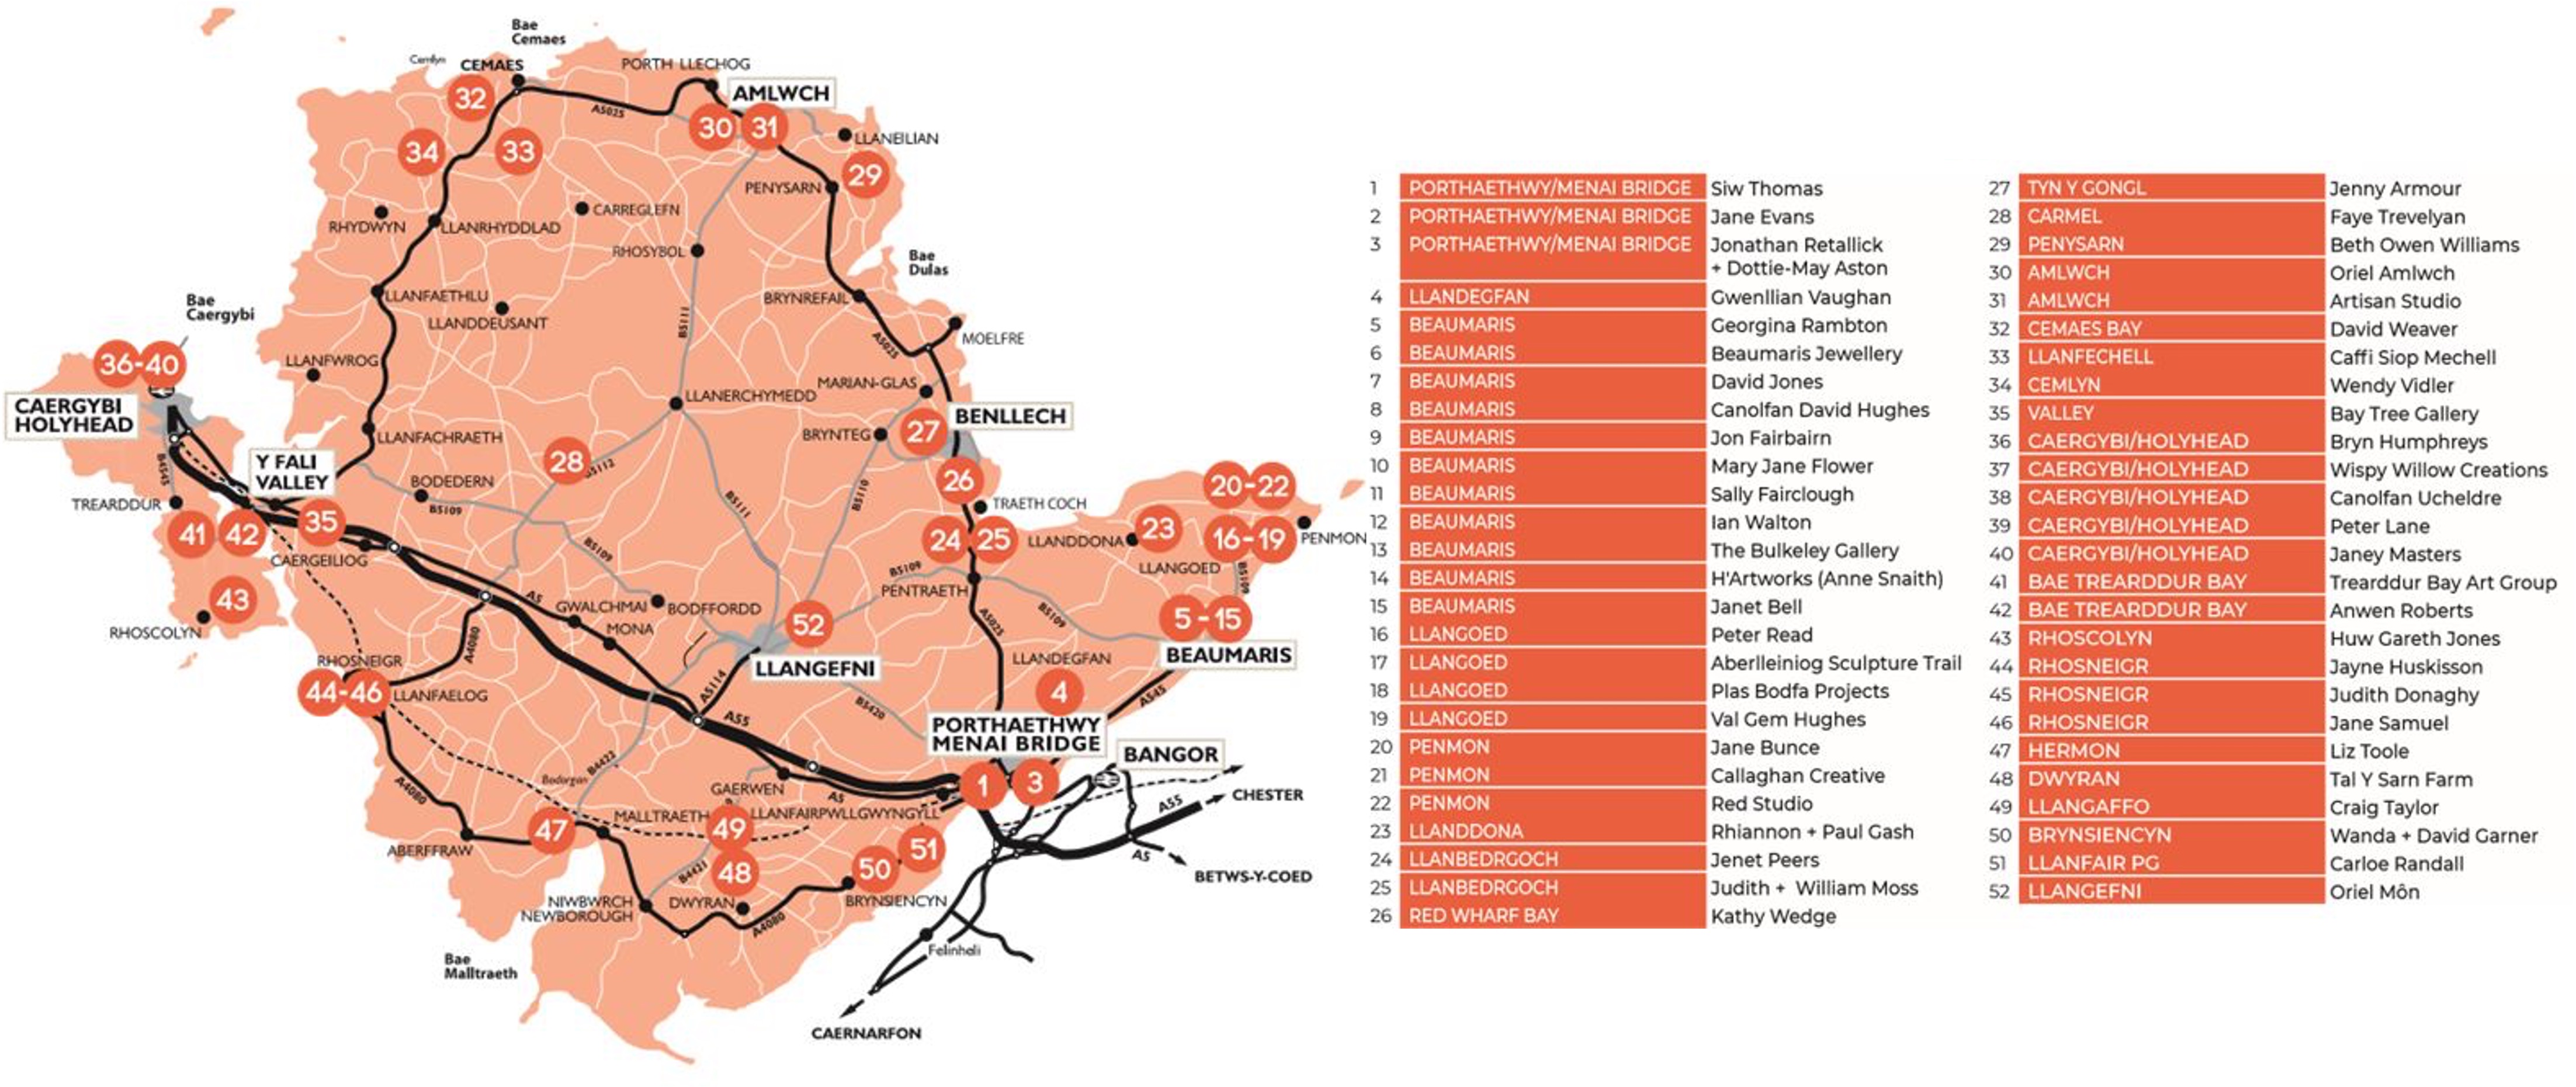 Bae
Cemaes
Cemlyn
CEMAES
PORTH LLECHOG
32
A5025
AMLWCH
30
31
LLANEILIAN
34
33
29
PENYSARN
CARREGLEFN
RHYDWYN
LLANRHYDDLAD
RHOSYBOL
Bae
Dulas
LLANFAETHLU
BRYNREFAIL
Bae
Caergybi
LLANDDEUSANT
B5111
A5025
MOELFRE
36-40
LLANFWROG
MARIAN-GLAS
LLANERCHYMEDD
CAERGYBI
HOLYHEAD
BENLLECH
LLANFACHRAETH
BRYNTEG
27
Y FALI
VALLEY
28
B5112
B4545
BODEDERN
26
20-22
B5109
B5111
B5110
TREARDDUR
TRAETH COCH
41
42
35
24
25
LLANDDONA
23
16-19
PENMON
CAERGEILIOG
B5109
LLANGOED
B5109
B5109
PENTRAETH
43
A5
GWALCHMAI
BODFFORDD
52
A5025
B5109
5-15
RHOSCOLYN
MONA
A4080
BEAUMARIS
RHOSNEIGR
LLANGEFNI
LLANDEGFAN
44-46
LLANFAELOG
A5114
4
A545
B5420
A55
PORTHAETHWY
MENAI BRIDGE
BANGOR
Bodorgan
B4422
A4080
GAERWEN
A5
1
3
CHESTER
A55
MALLTRAETH
LLANFAIRPWLLGWYNGYLL
47
49
ABERFFRAW
51
A5
50
48
B4421
BETWS-Y-COED
NIWBWRCH
NEWBOROUGH
DWYRAN
A4080
BRYNSIENCYN
Felinheli
Bae
Malltraeth
CAERNARFON
1 PORTHAETHWY/MENAI BRIDGE Siw Thomas
2 PORTHAETHWY/MENAI BRIDGE Jane Evans
3 PORTHAETHWY/MENAI BRIDGE Jonathan Retallick
+ Dottie-May Aston
4 LLANDEGFAN Gwenllian Vaughan
5 BEAUMARIS Georgina Rambton
6 BEAUMARIS Beaumaris Jewellery
7 BEAUMARIS David Jones
8 BEAUMARIS Canolfan David Hughes
9 BEAUMARIS Jon Fairbairn
10 BEAUMARIS Mary Jane Flower
11 BEAUMARIS Sally Fairclough
12 BEAUMARIS Ian Walton
13 BEAUMARIS The Bulkeley Gallery
14 BEAUMARIS H'Artworks (Anne Snaith)
15 BEAUMARIS Janet Bell
16 LLANGOED Peter Read
17 LLANGOED Aberlleiniog Sculpture Trail
18 LLANGOED Plas Bodfa Projects
19 LLANGOED Val Gem Hughes
20 PENMON Jane Bunce
21 PENMON Callaghan Creative
22 PENMON Red Studio
23 LLANDDONA Rhiannon + Paul Gash
24 LLANBEDRGOCH Jenet Peers
25 LLANBEDRGOCH Judith + William Moss
26 RED WHARF BAY Kathy Wedge
27 TYN Y GONGL Jenny Armour
28 CARMEL Faye Trevelyan
29 PENYSARN Beth Owen Williams
30 AMLWCH Oriel Amlwch
31 AMLWCH Artisan Studio
32 CEMAES BAY David Weaver
33 LLANFECHELL Caffi Siop Mechell
34 CEMLYN Wendy Vidler
35 VALLEY Bay Tree Gallery
36 CAERGYBI/HOLYHEAD Bryn Humphreys
37 CAERGYBI/HOLYHEAD Wispy Willow Creations
38 CAERGYBI/HOLYHEAD Canolfan Ucheldre
39 CAERGYBI/HOLYHEAD Peter Lane
40 CAERGYBI/HOLYHEAD Janey Masters
41 BAE TREARDDUR BAY Trearddur Bay Art Group
42 BAE TREARDDUR BAY Anwen Roberts
43 RHOSCOLYN Huw Gareth Jones
44 RHOSNEIGR Jayne Huskisson
45 RHOSNEIGR Judith Donaghy
46 RHOSNEIGR Jane Samuel
47 HERMON Liz Toole
48 DWYRAN Tal Y Sarn Farm
49 LLANGAFFO Craig Taylor
50 BRYNSIENCYN Wanda + David Garner
51 LLANFAIR PG Carloe Randall
52 LLANGEFNI Oriel Môn